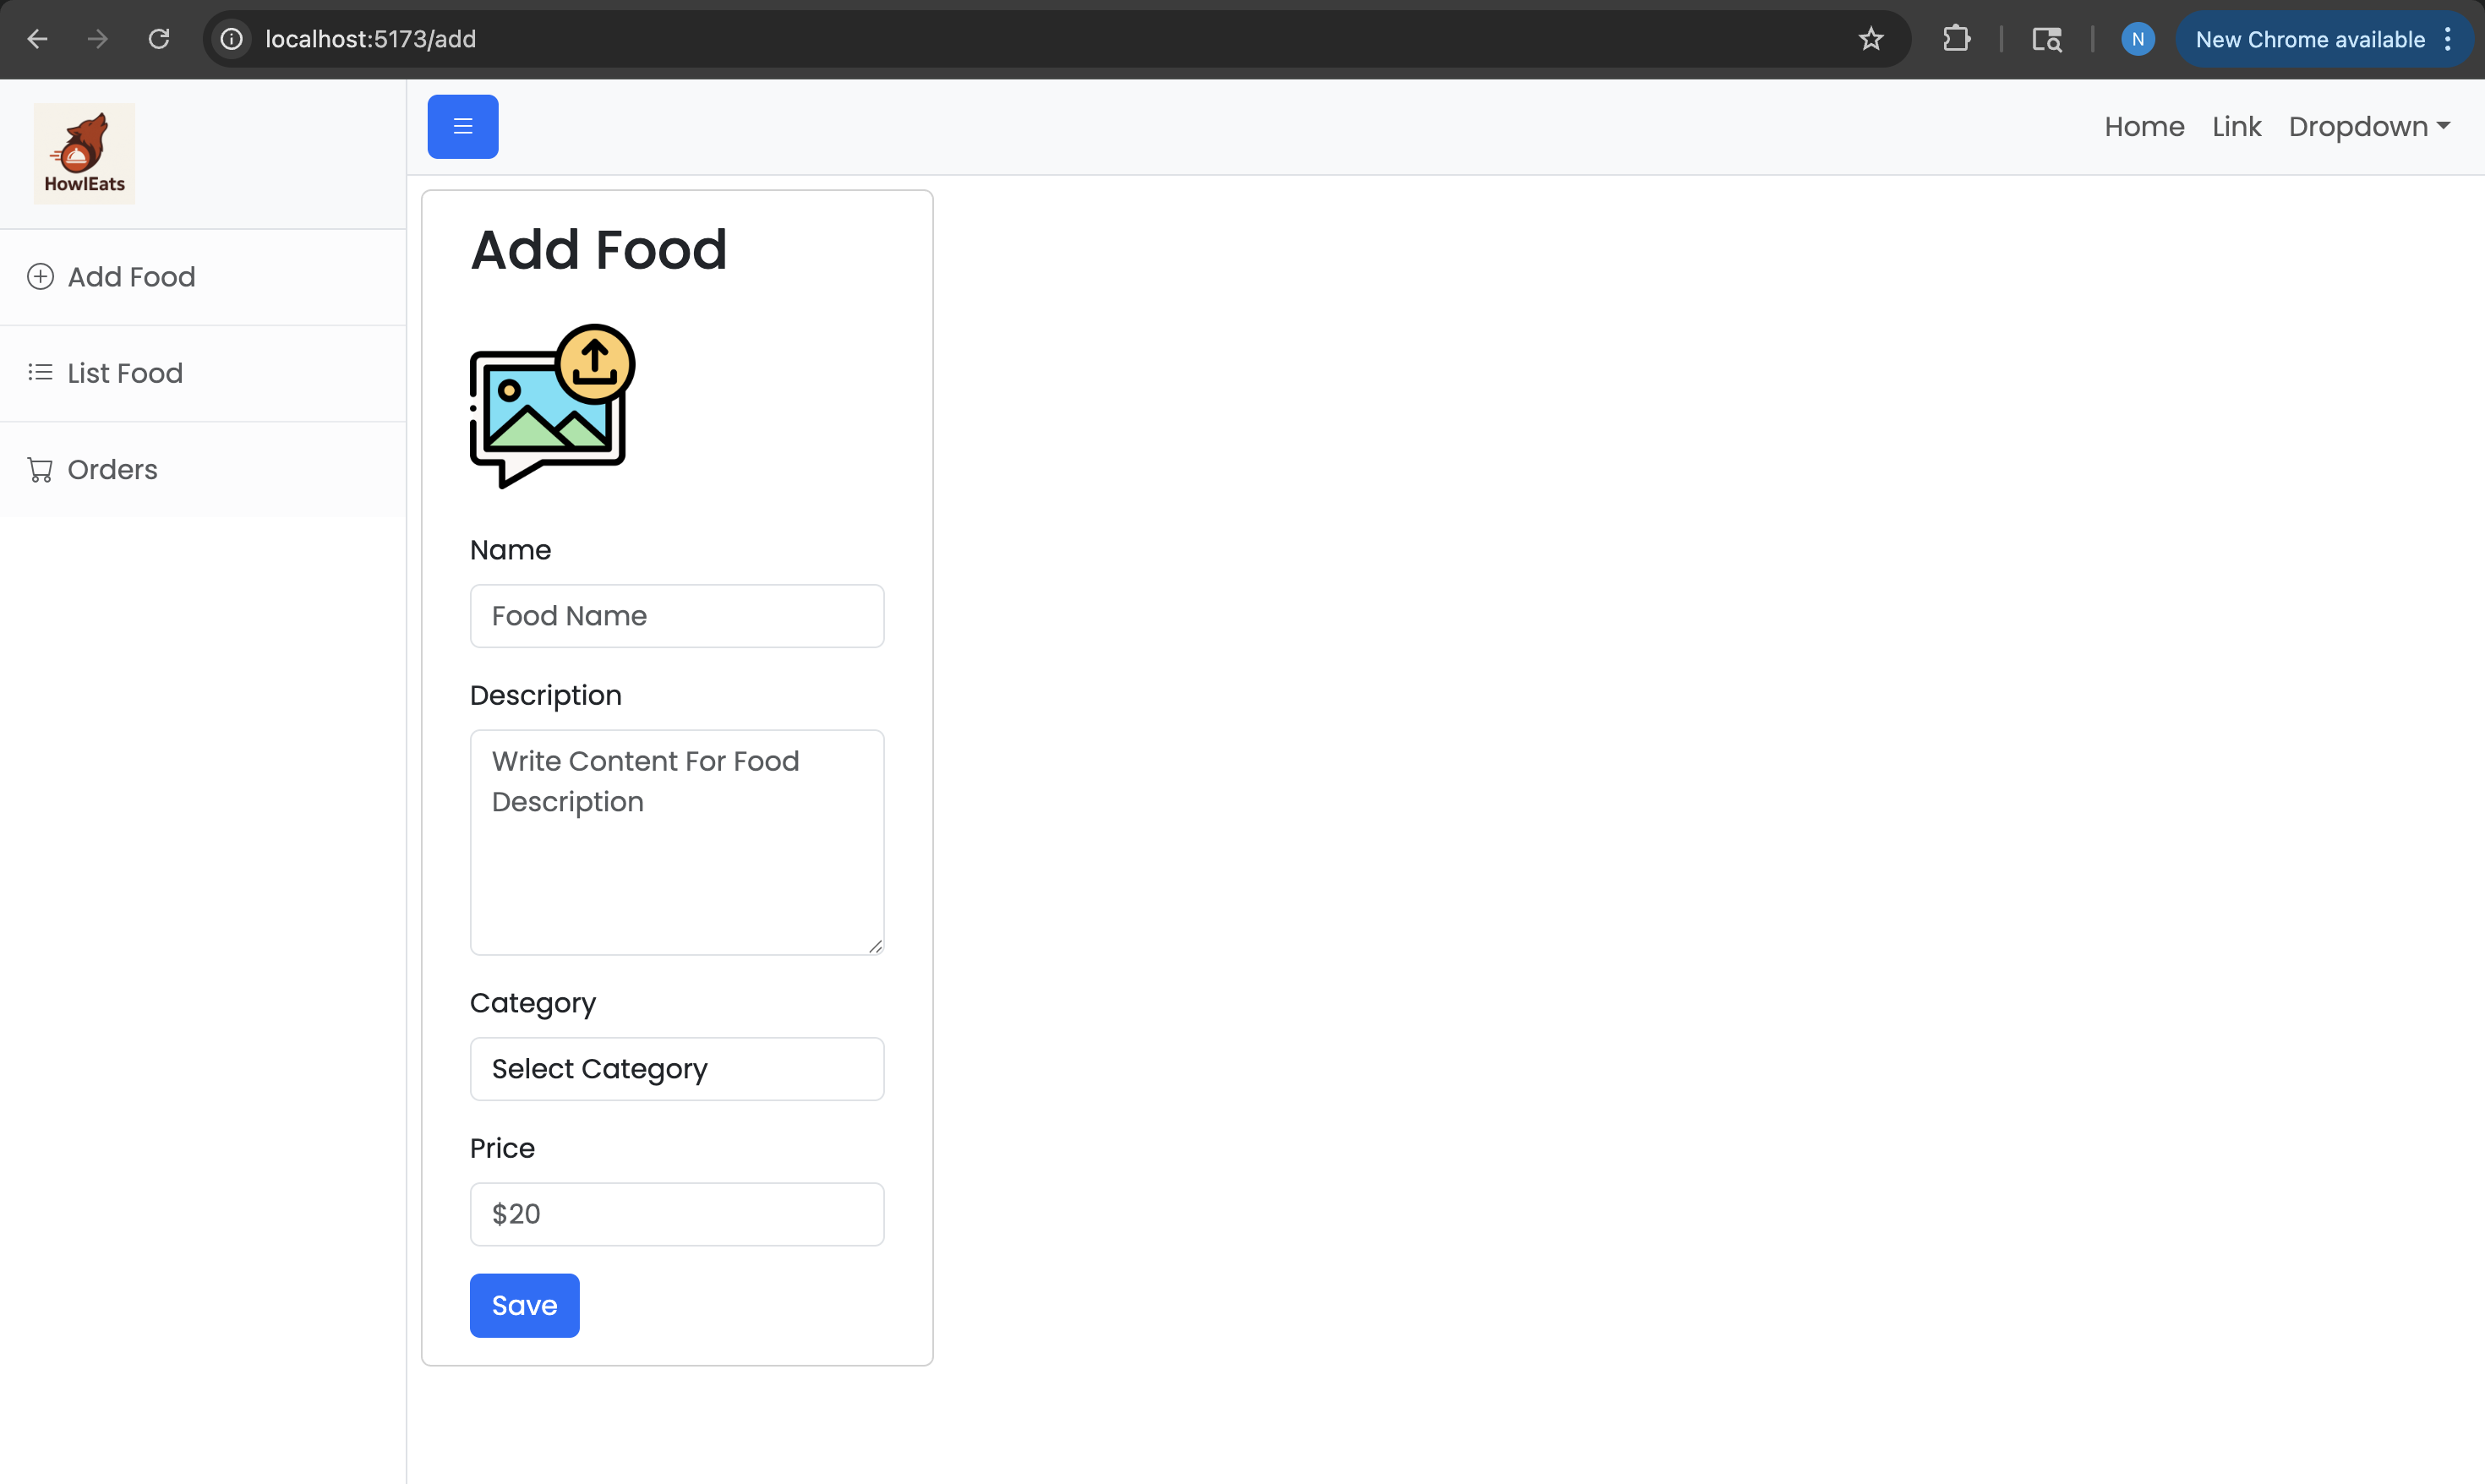 localhost:5173/add
N
New Chrome available
HowlEats
Home Link Dropdown
Add Food
List Food
Orders
Add Food
Name
Food Name
Description
Write Content For Food
Description
Category
Select Category
Price
$20
Save